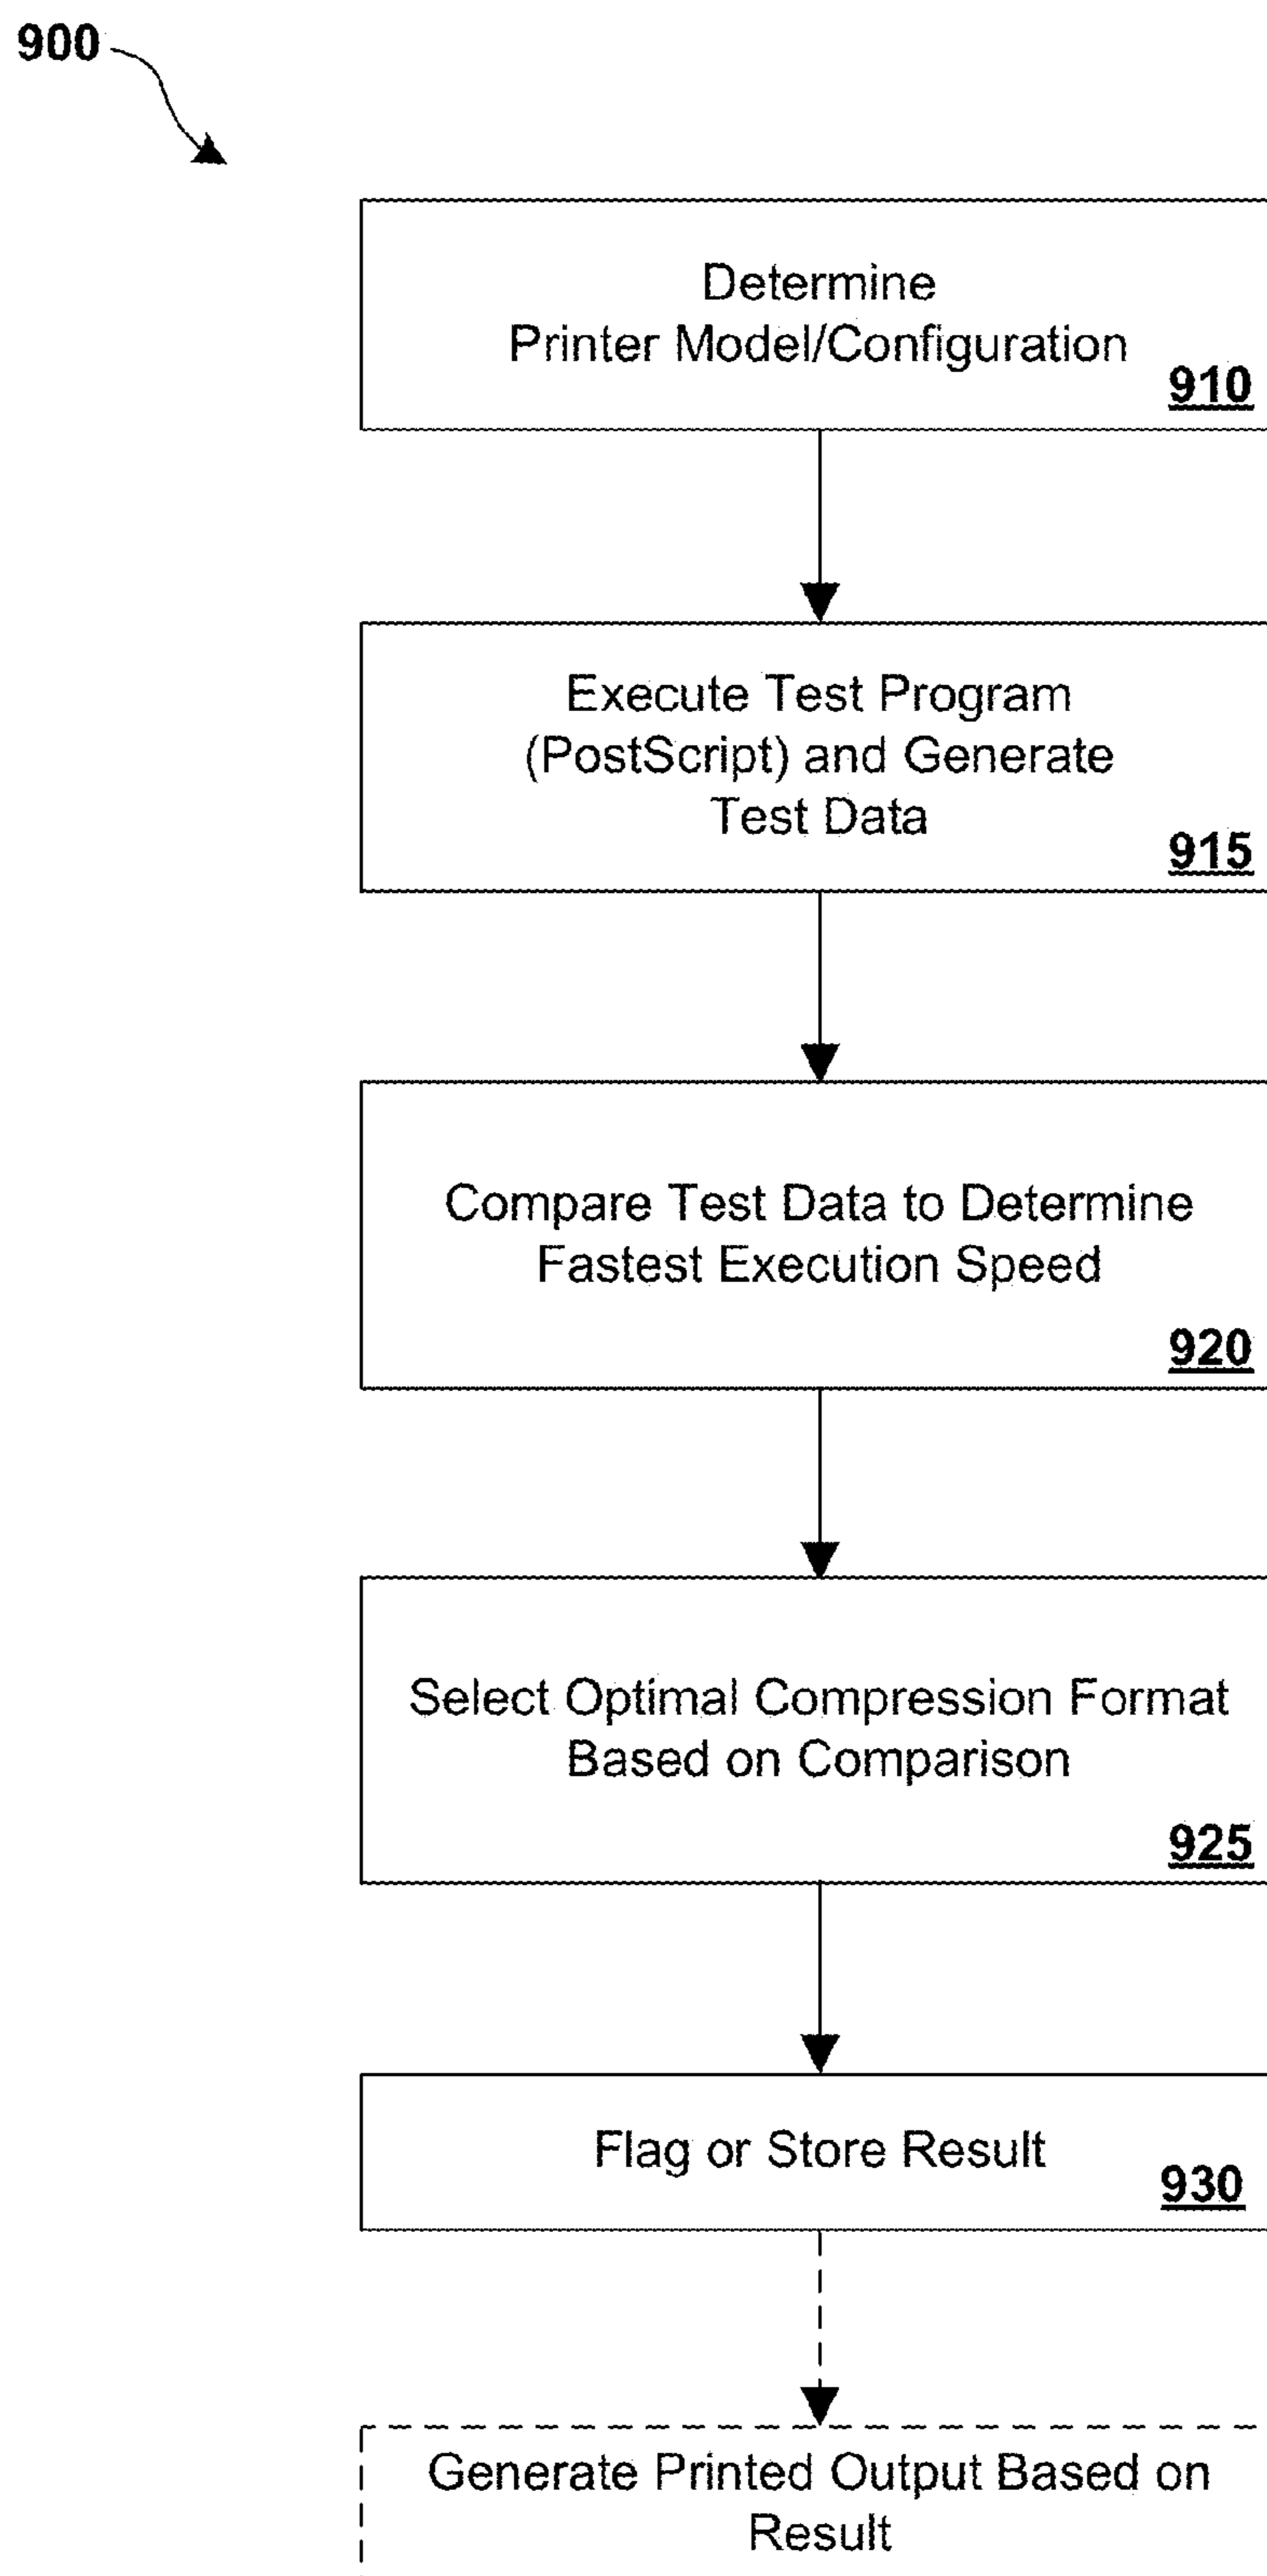 900
Determine
Printer Model/Configuration
910
Execute Test Program
(PostScript) and Generate
Test Data
915
Compare Test Data to Determine
Fastest Execution Speed
920
Select Optimal Compression Format
Based on Comparison
925
Flag or Store Result
930
Generate Printed Output Based on
Result